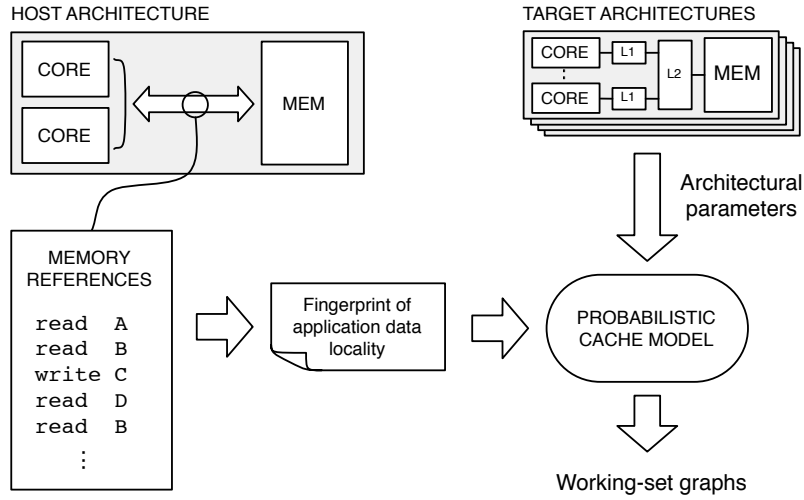 HOST ARCHITECTURE
CORE
CORE
MEM
TARGET ARCHITECTURES
CORE
L1
L2
MEM
CORE
L1
Architectural
parameters
MEMORY
REFERENCES
read A
read B
write C
read D
read B
Fingerprint of
application data
locality
PROBABILISTIC
CACHE MODEL
Working-set graphs